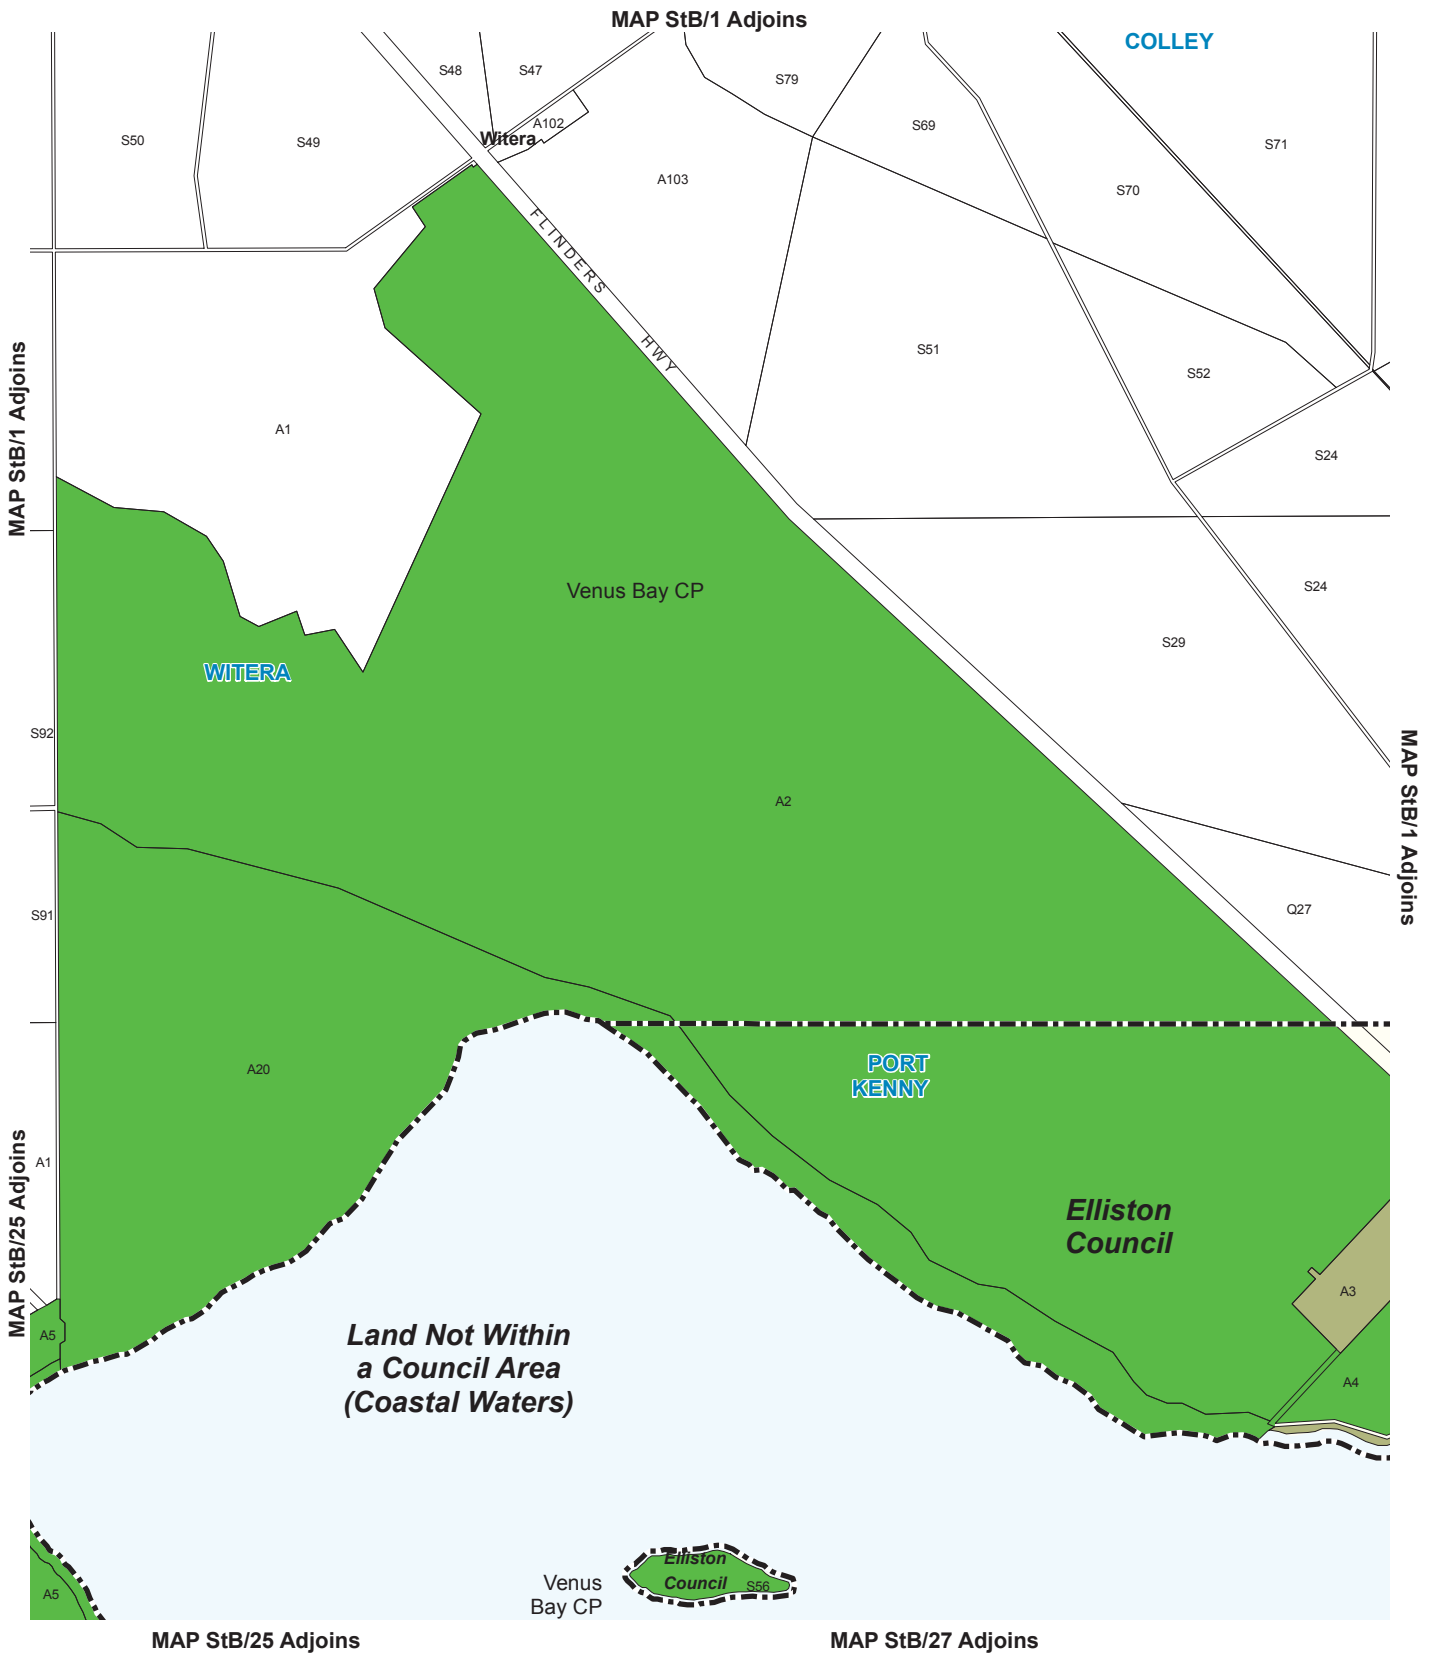 MAP StB/1 Adjoins
COLLEY
S48
S47
S79
A102
S69
S50
S49
Witera
S71
A103
S70
FLINDERS HWY
S51
S52
MAP StB/1 Adjoins
A1
S24
Venus Bay CP
S24
S29
WITERA
S92
MAP StB/1 Adjoins
A2
S91
Q27
PORT
KENNY
A20
A1
MAP StB/25 Adjoins
Elliston
Council
A3
A5
Land Not Within
a Council Area
(Coastal Waters)
A4
Elliston
Council
S56
Venus
Bay CP
A5
MAP StB/25 Adjoins
MAP StB/27 Adjoins